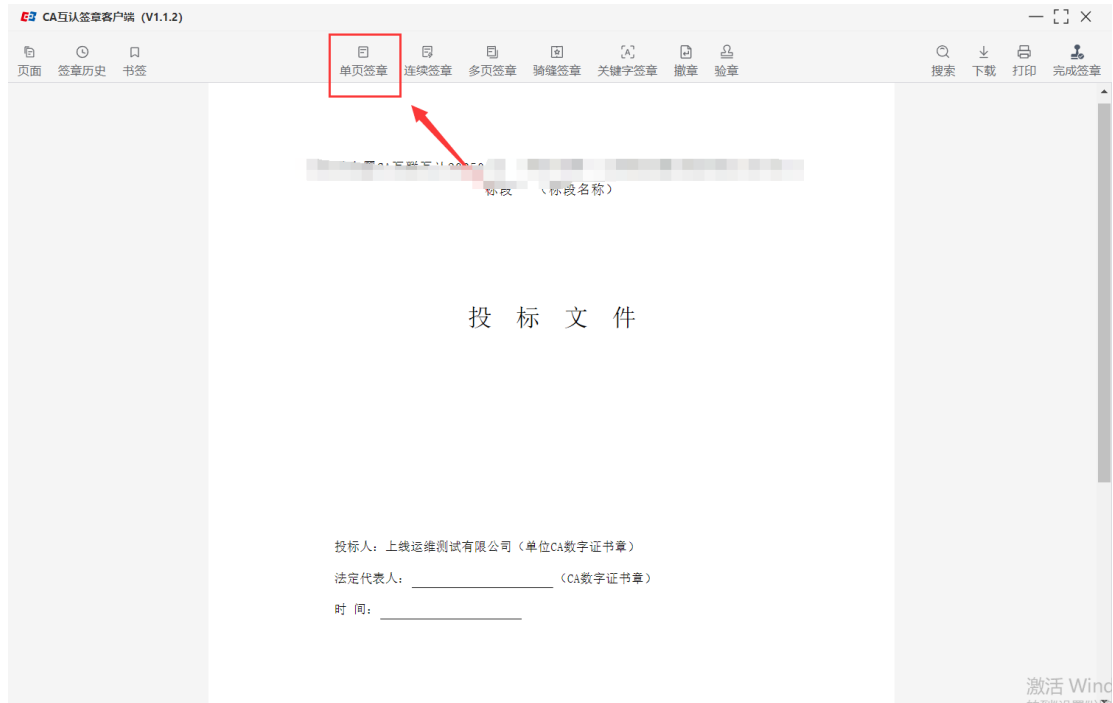 CA互认签章客户端 (V1.1.2)
页面 签章历史 书签 单页签章 连续签章 多页签章 骑缝签章 关键字签章 撤章 验章 搜索 下载 打印 完成签章
标段 （标段名称）
投 标 文 件
投标人：上线运维测试有限公司（单位CA数字证书章）
法定代表人： （CA数字证书章）
时 间：
激活 Wind